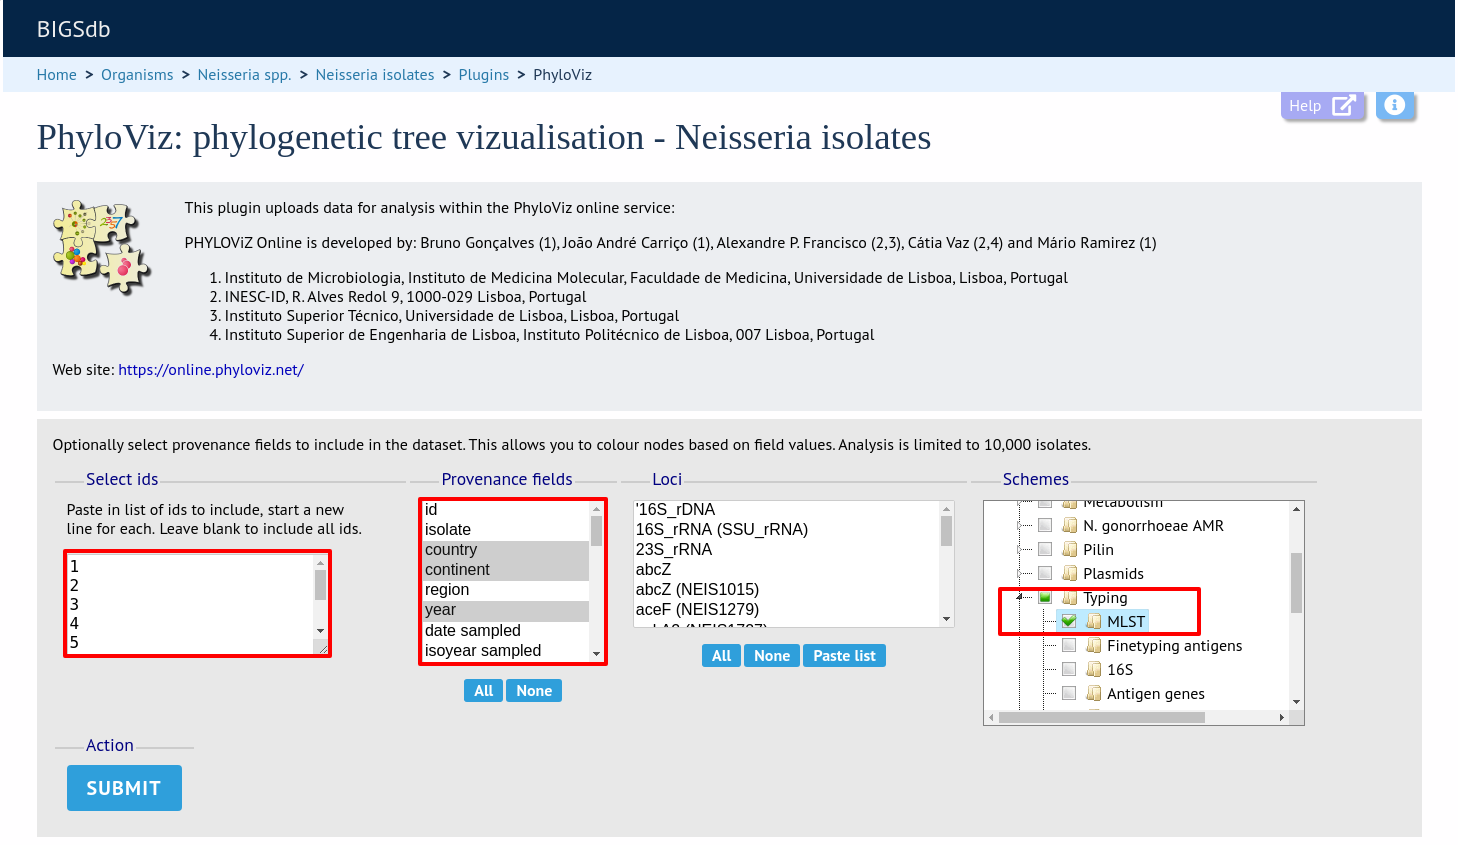 BIGSdb
Home > Organisms > Neisseria spp. > Neisseria isolates > Plugins > PhyloViz
Help
PhyloViz: phylogenetic tree vizualisation - Neisseria isolates
This plugin uploads data for analysis within the PhyloViz online service:
PHYLOViZ Online is developed by: Bruno Gonçalves (1), João André Carriço (1), Alexandre P. Francisco (2,3), Cátia Vaz (2,4) and Mário Ramirez (1)
1. Instituto de Microbiologia, Instituto de Medicina Molecular, Faculdade de Medicina, Universidade de Lisboa, Lisboa, Portugal
2. INESC-ID, R. Alves Redol 9, 1000-029 Lisboa, Portugal
3. Instituto Superior Técnico, Universidade de Lisboa, Lisboa, Portugal
4. Instituto Superior de Engenharia de Lisboa, Instituto Politécnico de Lisboa, 007 Lisboa, Portugal
Web site: https://online.phyloviz.net/
Optionally select provenance fields to include in the dataset. This allows you to colour nodes based on field values. Analysis is limited to 10,000 isolates.
Select ids
Paste in list of ids to include, start a new
line for each. Leave blank to include all ids.
1
2
3
4
5
Provenance fields
id
isolate
country
continent
region
year
date sampled
isoyear sampled
All None
Loci
'16S_rDNA
16S_rRNA (SSU_rRNA)
23S_rRNA
abcZ
abcZ (NEIS1015)
aceF (NEIS1279)
All None Paste list
Schemes
Metabolism
N. gonorrhoeae AMR
Pilin
Plasmids
Typing
MLST
Finetyping antigens
16S
Antigen genes
Action
SUBMIT